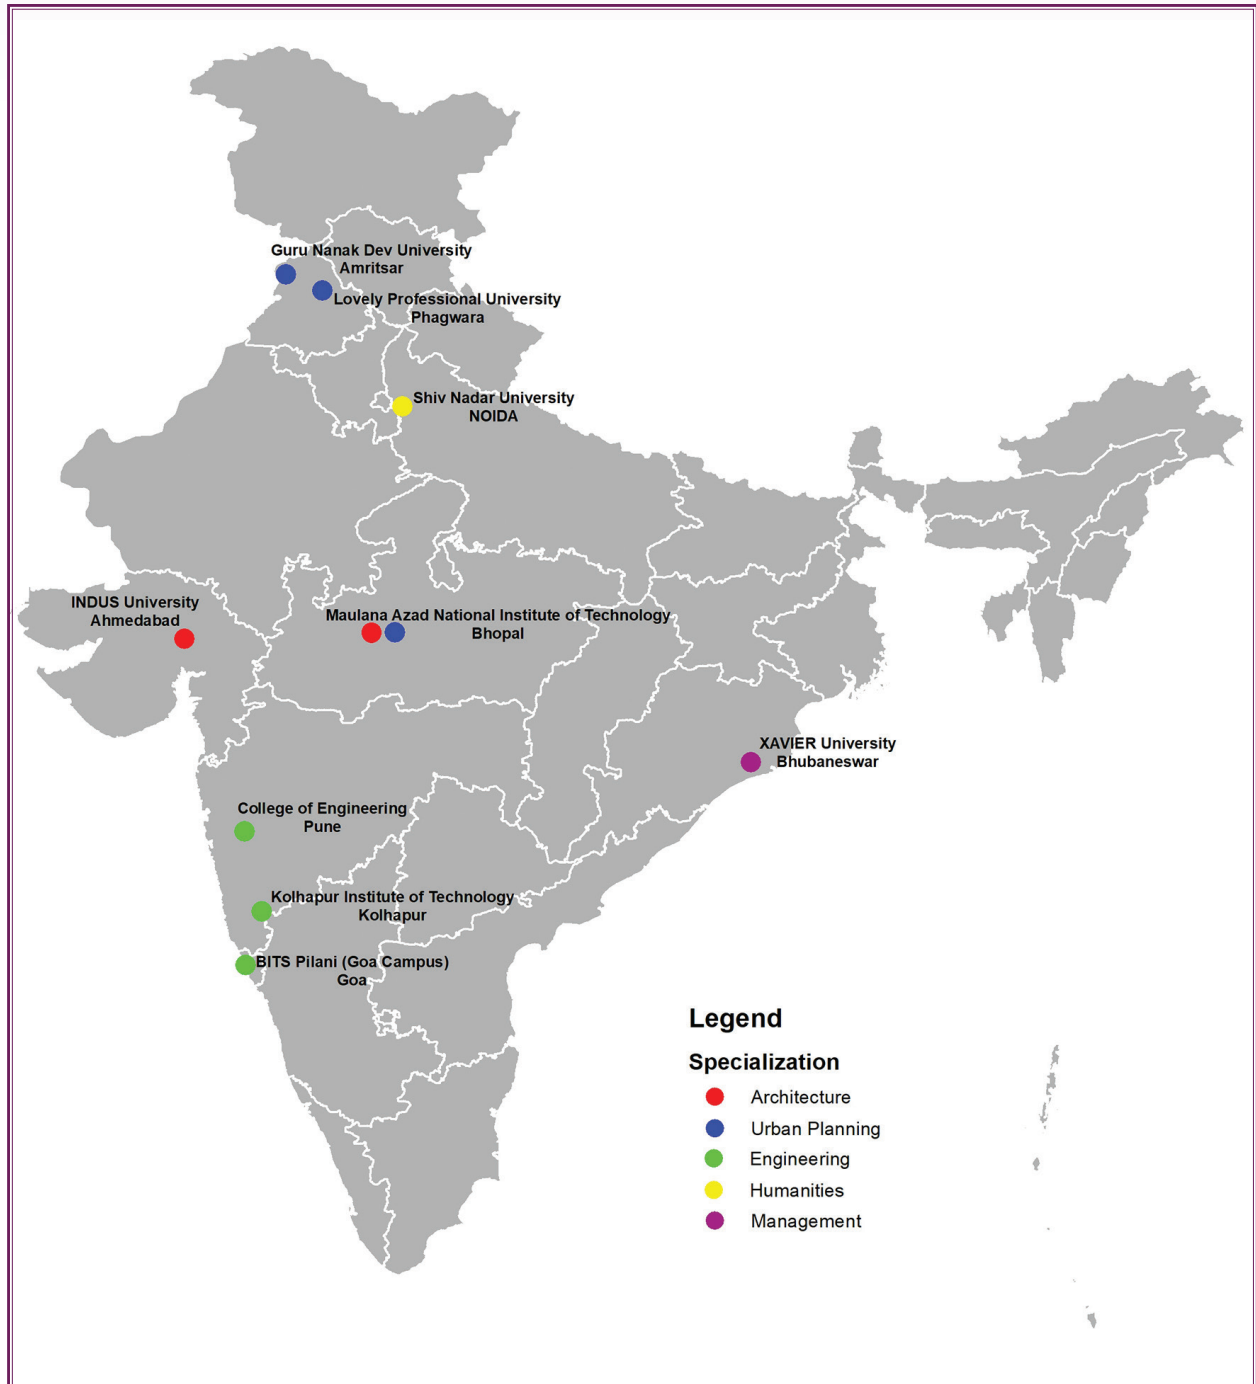 Guru Nanak Dev University
Amritsar
Lovely Professional University
Phagwara
Shiv Nadar University
NOIDA
INDUS University
Ahmedabad
Maulana Azad National Institute of Technology
Bhopal
XAVIER University
Bhubaneswar
College of Engineering
Pune
Kolhapur Institute of Technology
Kolhapur
BITS Pilani (Goa Campus)
Goa
Legend
Specialization
Architecture
Urban Planning
Engineering
Humanities
Management